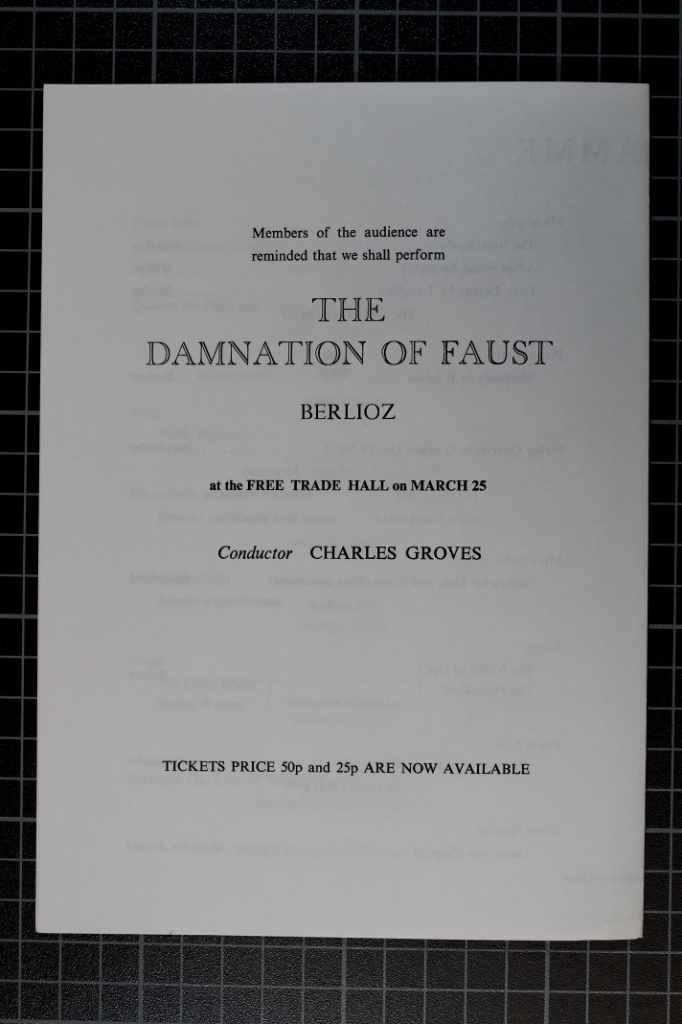 Members of the audience are
reminded that we shall perform
THE
DAMNATION OF FAUST
BERLIOZ
at the FREE TRADE HALL on MARCH 25
Conductor CHARLES GROVES
TICKETS PRICE 50p and 25p ARE NOW AVAILABLE